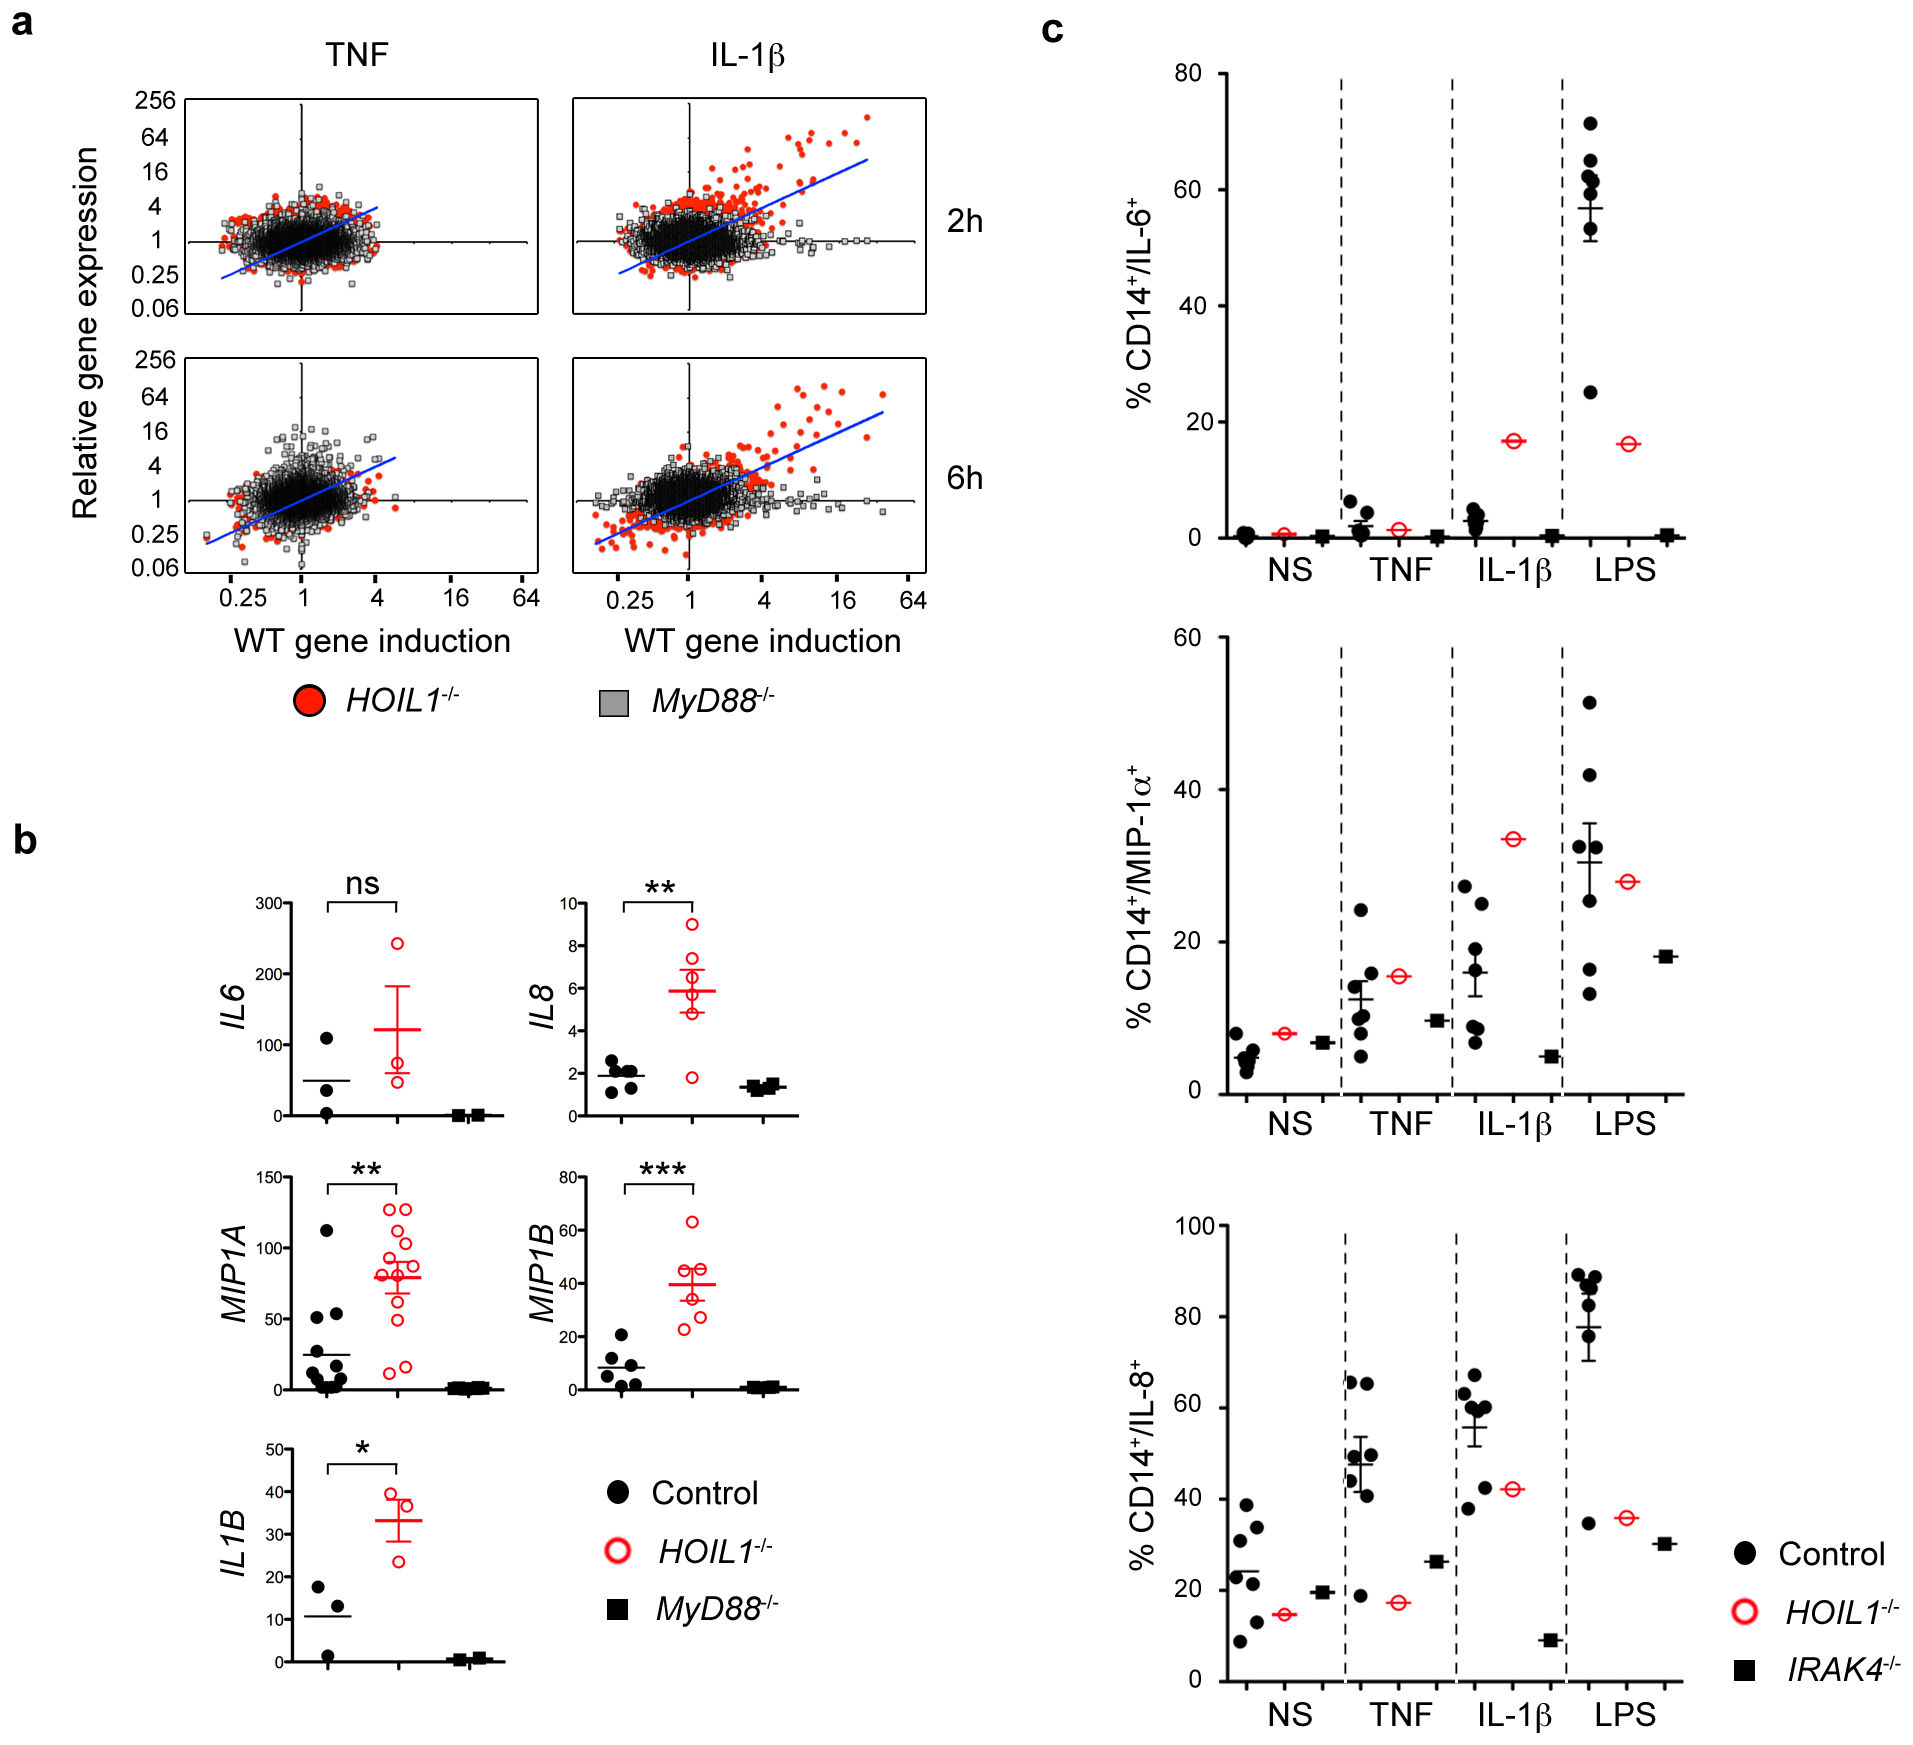 a
TNF
IL-1β
Relative gene expression
256
64
16
4
1
0.25
0.06
2h
256
64
16
4
1
0.25
0.06
6h
0.25 1 4 16 64
0.25 1 4 16 64
WT gene induction
WT gene induction
HOIL1-/-
MyD88-/-
b
IL6
300
200
100
0
ns
IL8
10
8
6
4
2
0
**
MIP1A
150
100
50
0
**
MIP1B
80
60
40
20
0
***
IL1B
50
40
30
20
10
0
*
Control
HOIL1-/-
MyD88-/-
c
% CD14+/IL-6+
80
60
40
20
0
NS TNF IL-1β LPS
% CD14+/MIP-1α+
60
40
20
0
NS TNF IL-1β LPS
% CD14+/IL-8+
100
80
60
40
20
0
NS TNF IL-1β LPS
Control
HOIL1-/-
IRAK4-/-